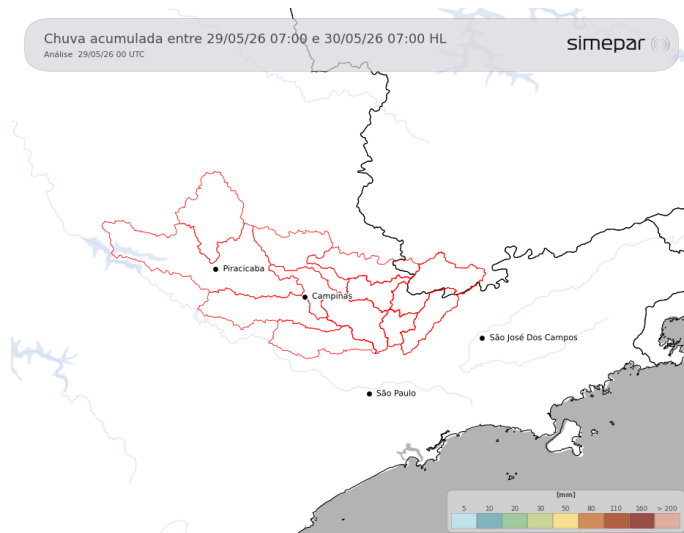 Chuva acumulada entre 29/05/26 07:00 e 30/05/26 07:00 HL
Análise 29/05/26 00 UTC
simepar
Piracicaba
Campinas
São José Dos Campos
São Paulo
[mm]
5 10 20 30 50 80 110 160 > 200